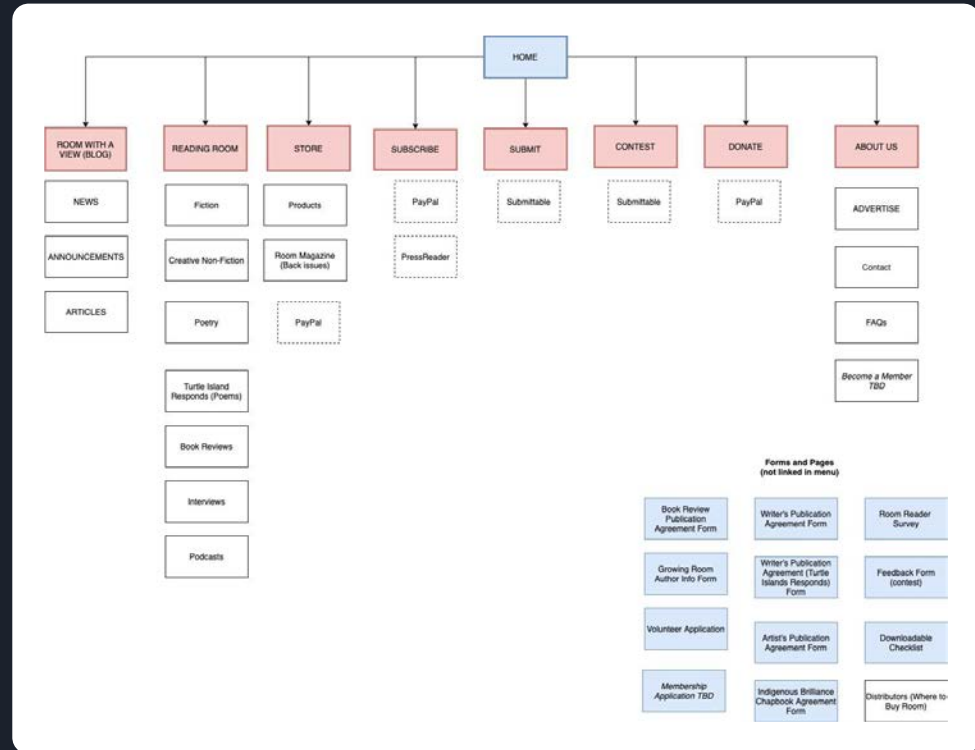 HOME
ROOM WITH A
VIEW (BLOG)
READING ROOM
STORE
SUBSCRIBE
SUBMIT
CONTEST
DONATE
ABOUT US
NEWS
ANNOUNCEMENTS
ARTICLES
Fiction
Creative Non-Fiction
Poetry
Turtle Island
Responds (Poems)
Book Reviews
Interviews
Podcasts
Products
Room Magazine
(Back issues)
PayPal
PayPal
PressReader
Submittable
Submittable
PayPal
ADVERTISE
Contact
FAQs
Become a Member
TBD
Forms and Pages
(not linked in menu)
Book Review
Publication
Agreement Form
Growing Room
Author Info Form
Volunteer Application
Membership
Application TBD
Writer's Publication
Agreement Form
Writer's Publication
Agreement (Turtle
Islands Responds)
Form
Artist's Publication
Agreement Form
Indigenous Brilliance
Chapbook Agreement
Form
Room Reader
Survey
Feedback Form
(contest)
Downloadable
Checklist
Distributors (Where to
Buy Room)